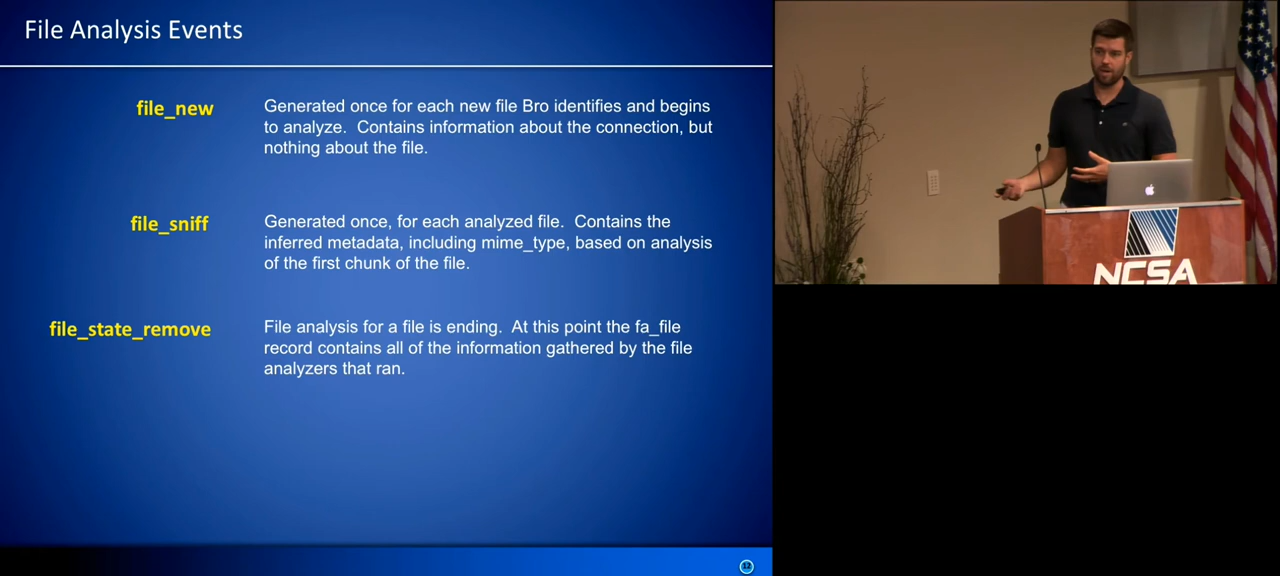 File Analysis Events
file_new
Generated once for each new file Bro identifies and begins
to analyze.  Contains information about the connection, but
nothing about the file.
file_sniff
Generated once, for each analyzed file.  Contains the
inferred metadata, including mime_type, based on analysis
of the first chunk of the file.
file_state_remove
File analysis for a file is ending.  At this point the fa_file
record contains all of the information gathered by the file
analyzers that ran.
12
NCSA